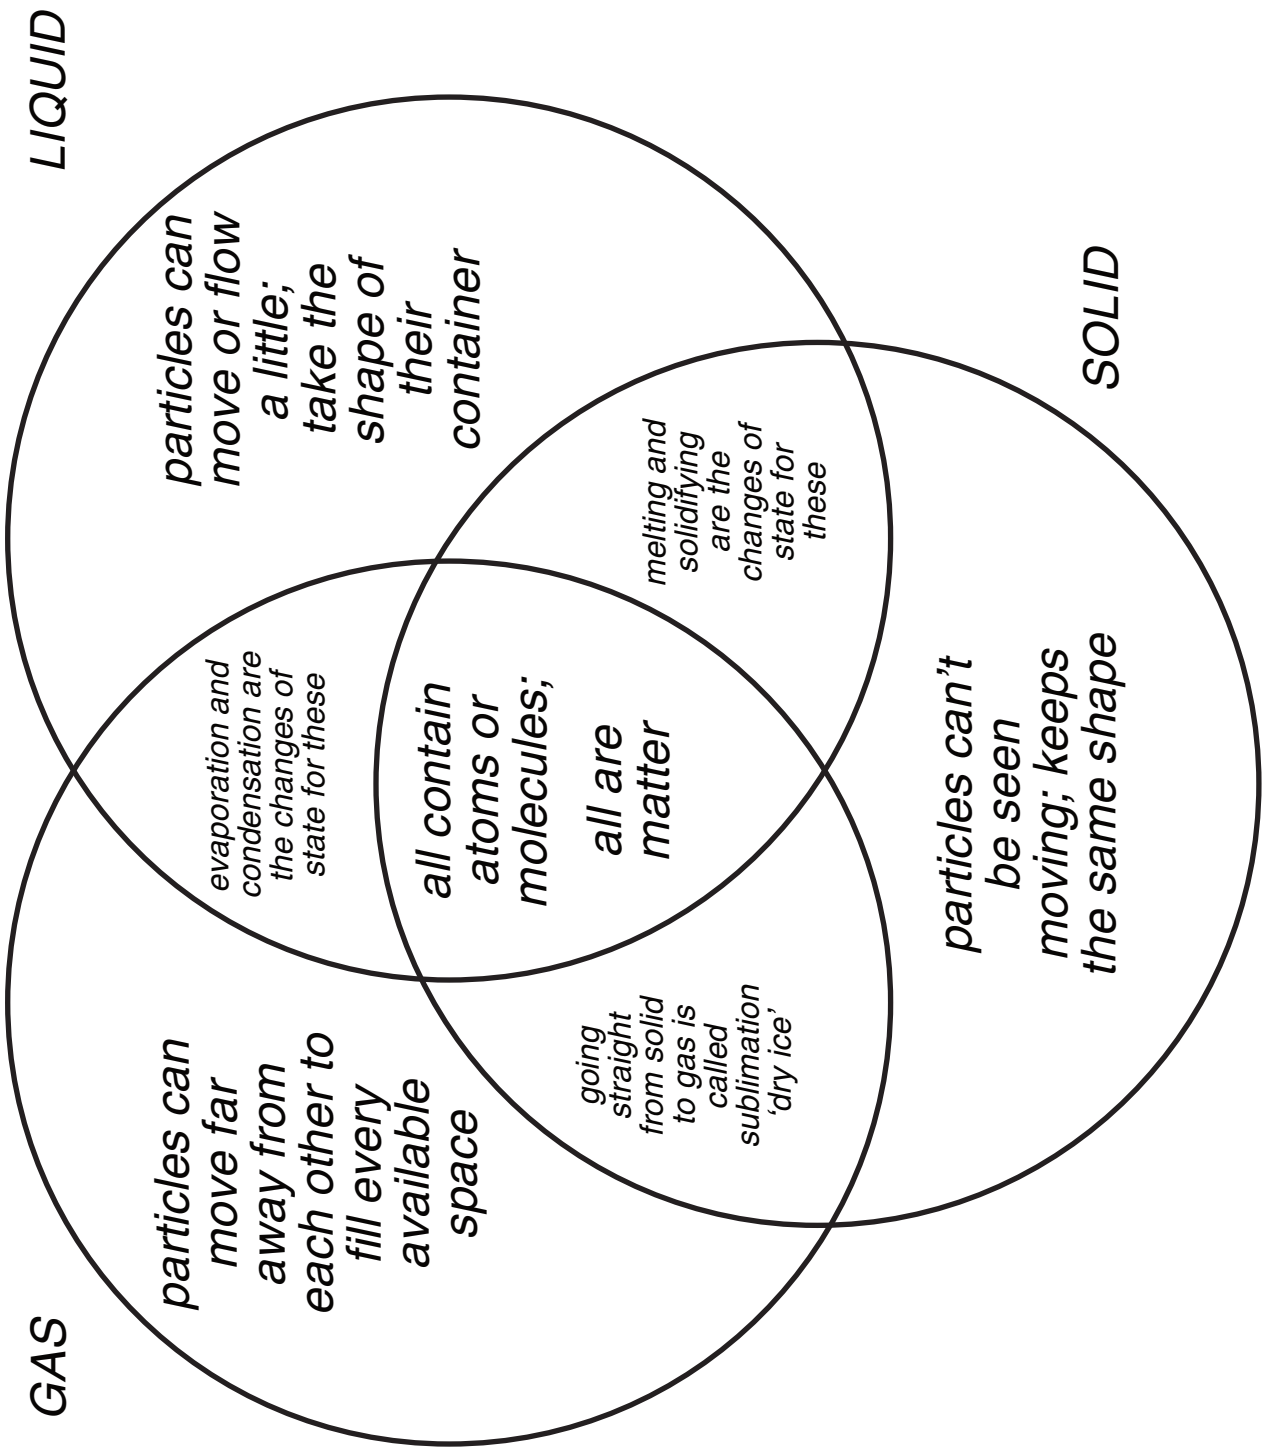 GAS
LIQUID
particles can
move far
away from
each other to
fill every
available
space
evaporation and
condensation are
the changes of
state for these
particles can
move or flow
a little;
take the
shape of
their
container
all contain
atoms or
molecules;
all are
matter
going
straight
from solid
to gas is
called
sublimation
‘dry ice’
melting and
solidifying
are the
changes of
state for
these
particles can’t
be seen
moving; keeps
the same shape
SOLID